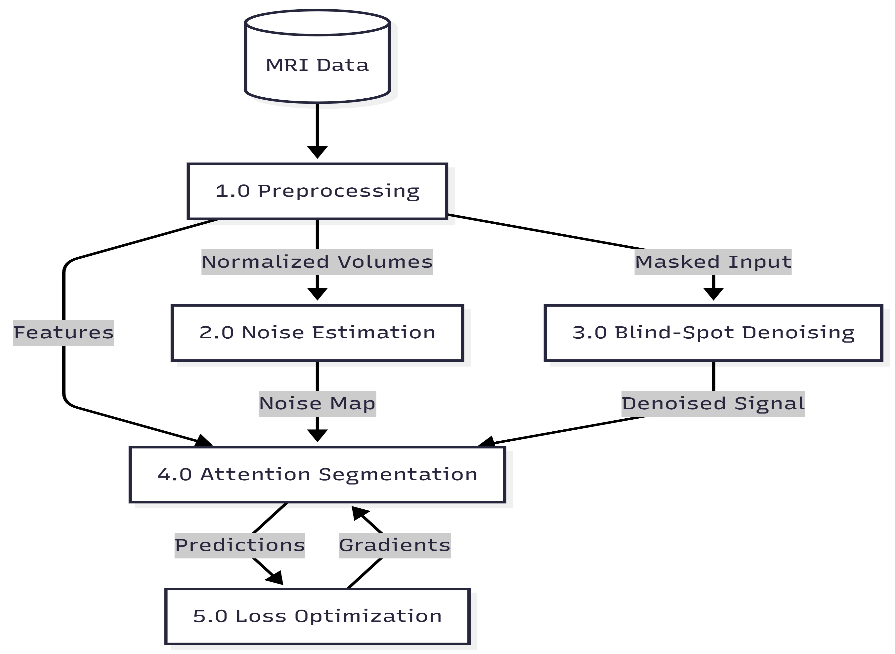 MRI Data
1.0 Preprocessing
Normalized Volumes
Masked Input
Features
2.0 Noise Estimation
3.0 Blind-Spot Denoising
Noise Map
Denoised Signal
4.0 Attention Segmentation
Predictions
Gradients
5.0 Loss Optimization